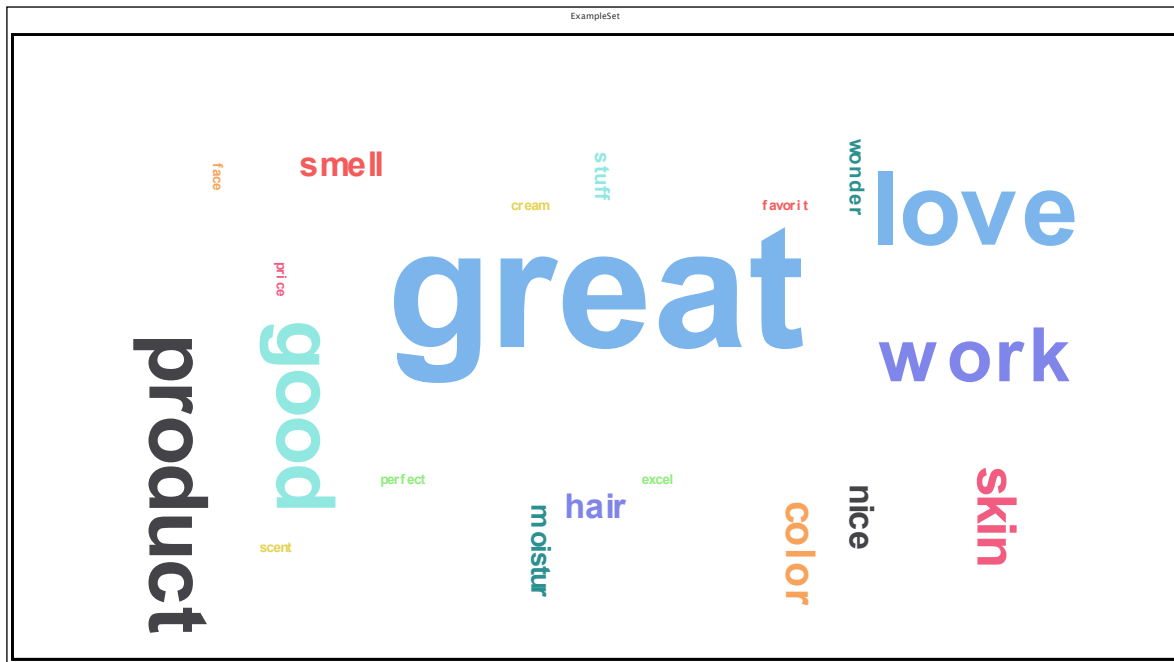 ExampleSet
face
smell
stuff
wonder
love
cream
favorit
great
price
good
product
work
perfect
excel
skin
nice
hair
color
moistur
scent